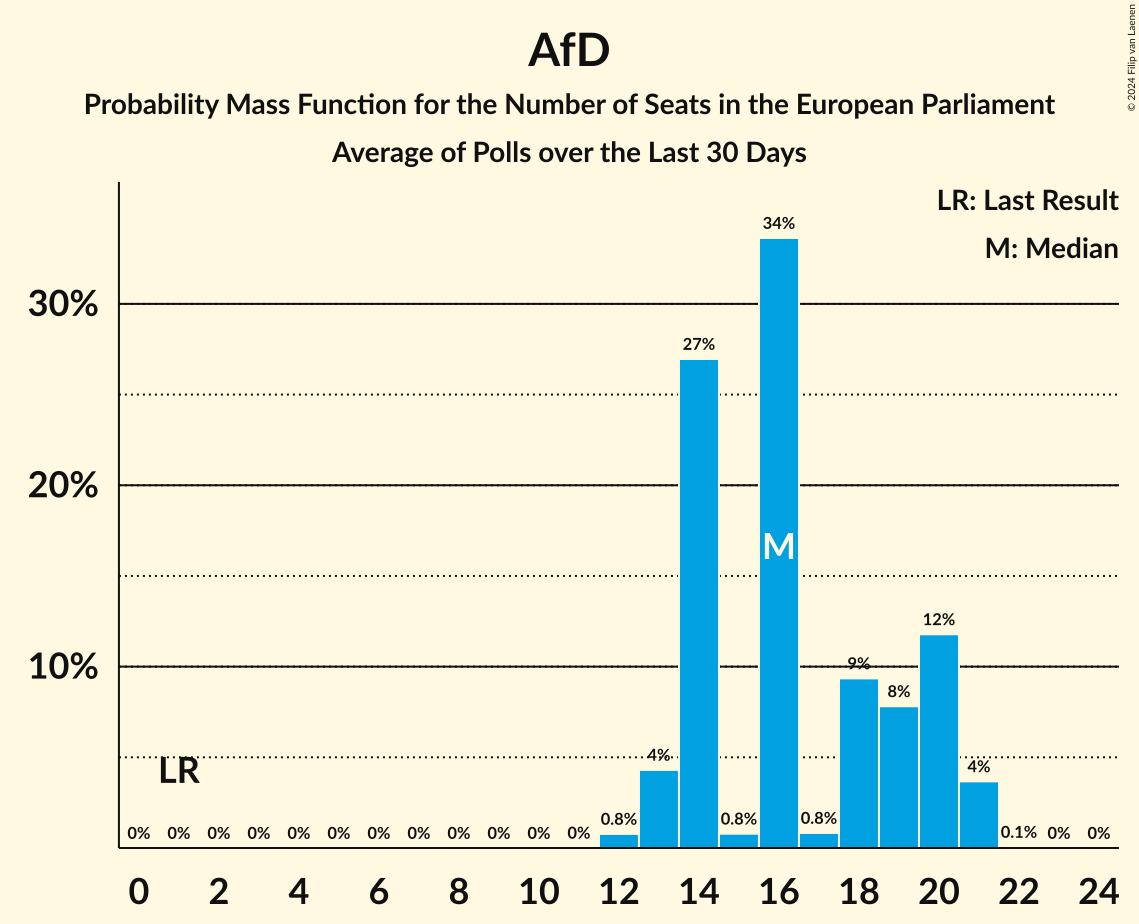 AfD
Probability Mass Function for the Number of Seats in the European Parliament
Average of Polls over the Last 30 Days
© 2024 Filip van Laenen
LR: Last Result
M: Median
30%
20%
10%
34%
27%
M
12%
9%
8%
4%
4%
LR
0% 0% 0% 0% 0% 0% 0% 0% 0% 0% 0% 0% 0.8% 0.8% 0.8% 0.1% 0% 0%
0 2 4 6 8 10 12 14 16 18 20 22 24